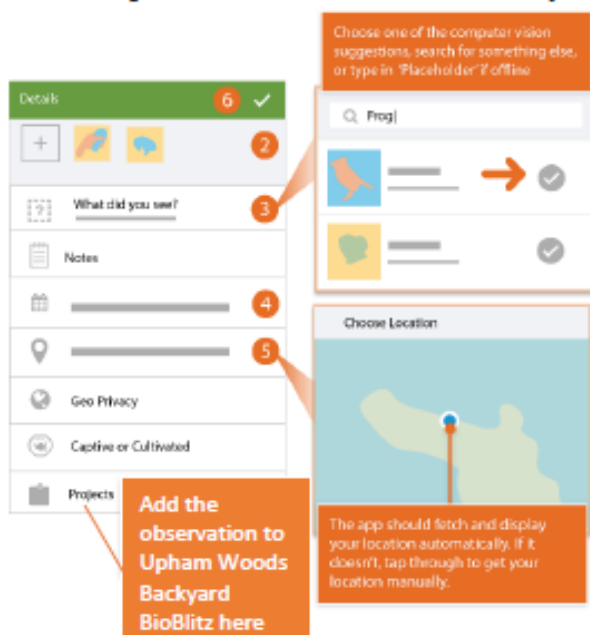 Choose one of the computer vision
suggestions, search for something else,
or type in 'Placeholder' if offline
Details
6
2
What did you see?
3
Notes
4
5
Geo Privacy
Captive or Cultivated
Projects
Frog
Choose Location
The app should fetch and display
your location automatically. If it
doesn't, tap through to get your
location manually.
Add the
observation to
Upham Woods
Backyard
BioBlitz here